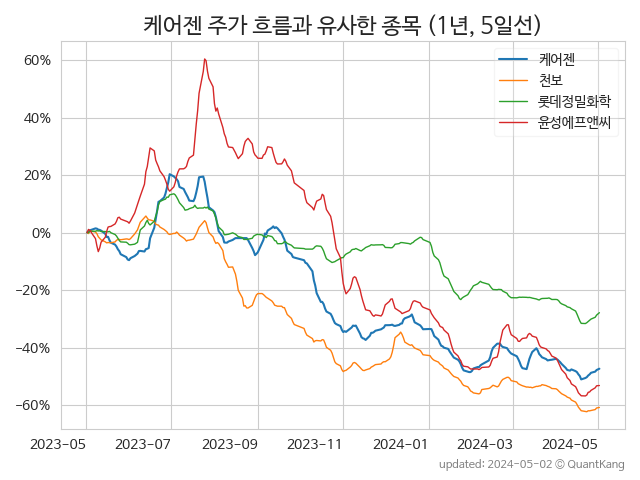 케어젠 주가 흐름과 유사한 종목 (1년, 5일선)
케어젠
천보
롯데정밀화학
윤성에프앤씨
60%
40%
20%
0%
−20%
−40%
−60%
2023-05 2023-07 2023-09 2023-11 2024-01 2024-03 2024-05
updated: 2024-05-02 © QuantKang